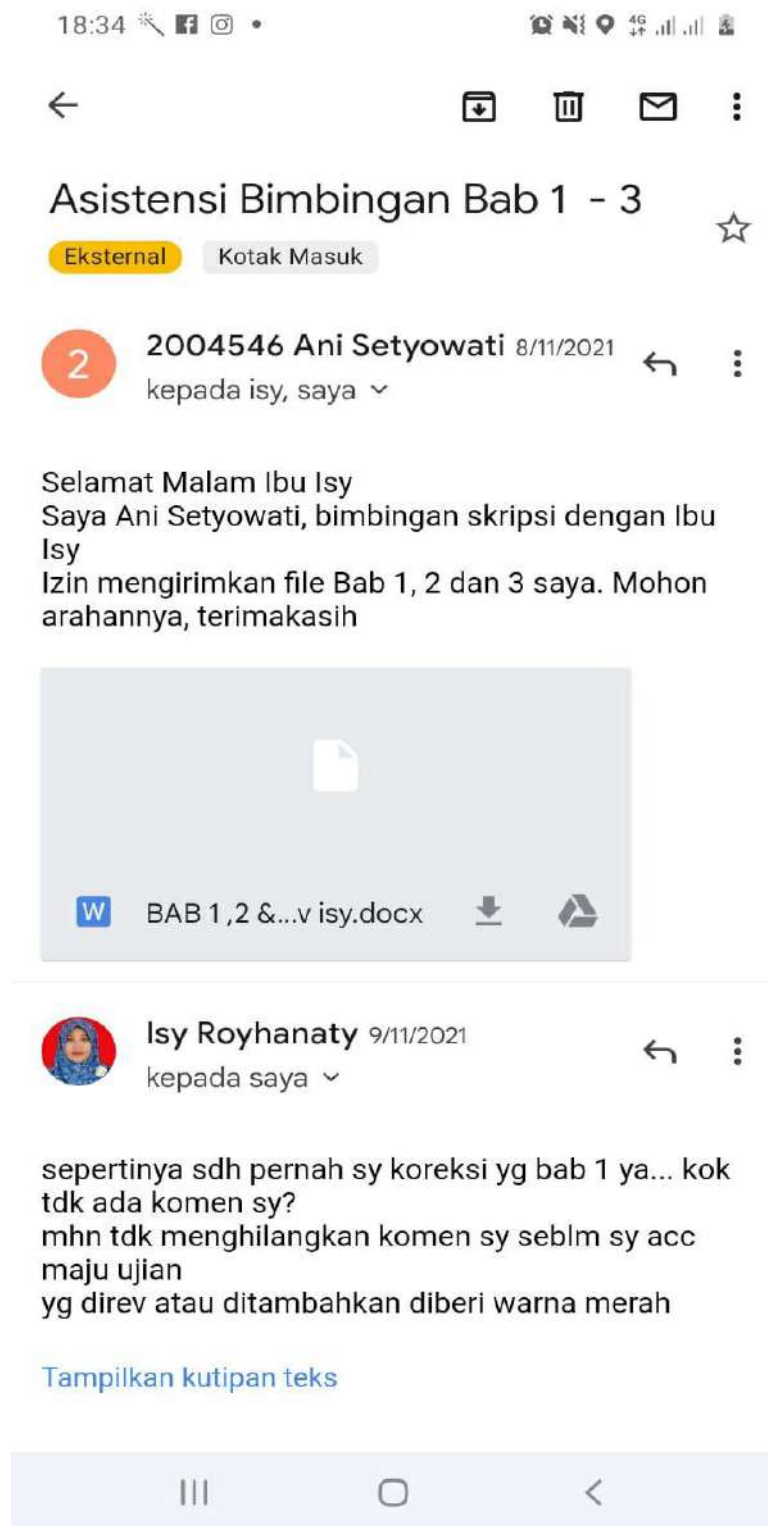 18:34
4G
Asistensi Bimbingan Bab 1 - 3
Eksternal Kotak Masuk
2
2004546 Ani Setyowati 8/11/2021
kepada isy, saya
Selamat Malam Ibu Isy
Saya Ani Setyowati, bimbingan skripsi dengan Ibu
Isy
Izin mengirimkan file Bab 1, 2 dan 3 saya. Mohon
arahannya, terimakasih
W BAB 1 ,2 &...v isy.docx
Isy Royhanaty 9/11/2021
kepada saya
sepertinya sdh pernah sy koreksi yg bab 1 ya... kok
tdk ada komen sy?
mhn tdk menghilangkan komen sy seblm sy acc
maju ujian
yg direv atau ditambahkan diberi warna merah
Tampilkan kutipan teks